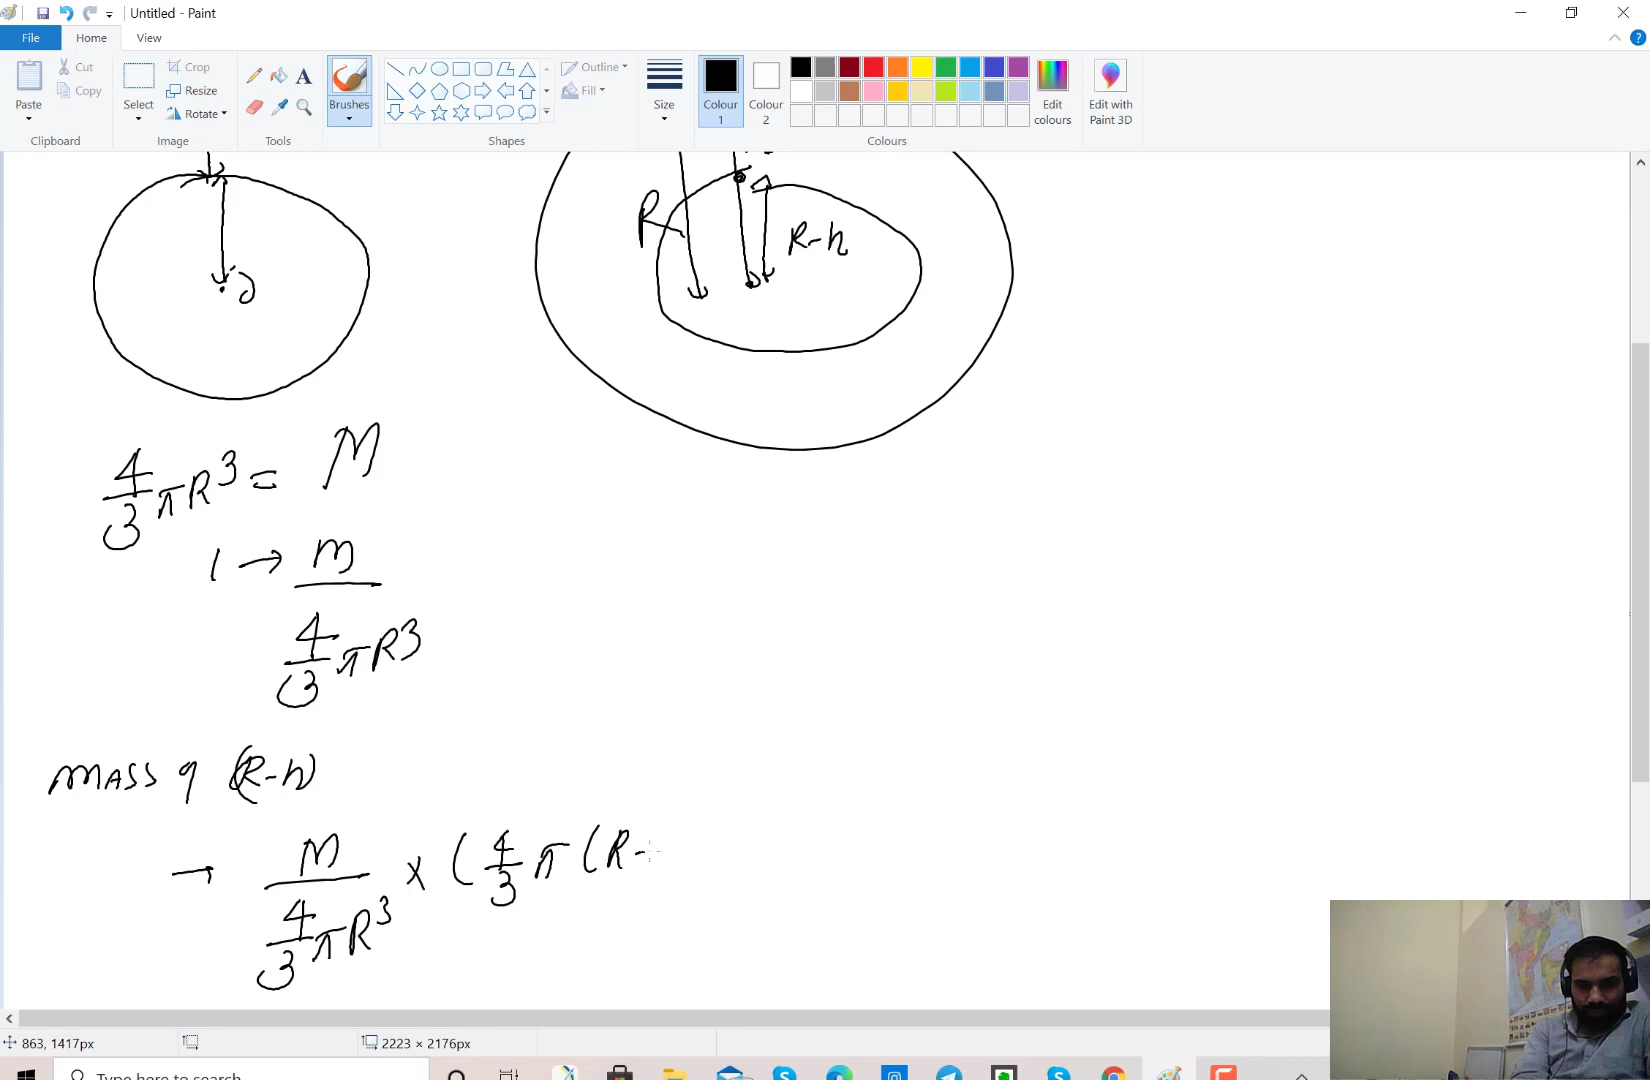 Untitled - Paint
File Home View
Paste
Cut
Copy
Clipboard
Select
Crop
Resize
Rotate
Image
A
Tools
Brushes
Outline
Fill
Shapes
Size
Colour 1
Colour 2
Edit colours
Edit with Paint 3D
Colours
R
R-h
4/3 πR³ = M
1 → M
4/3 πR3
MASS of (R-h)
→ M / 4/3 πR³ × (4/3 π (R-
863, 1417px
2223 × 2176px
Type here to search